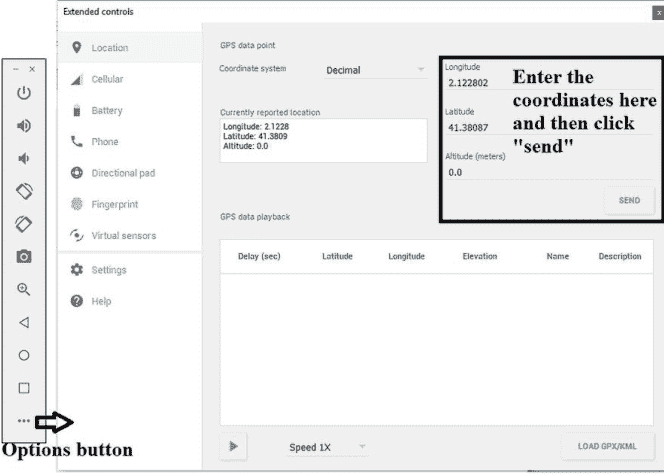 Extended controls
Location
Cellular
Battery
Phone
Directional pad
Fingerprint
Virtual sensors
Settings
Help
GPS data point
Coordinate system Decimal
Currently reported location
Longitude: 2.1228
Latitude: 41.3809
Altitude: 0.0
Longitude
2.122802
Latitude
41.38087
Altitude (meters)
0.0
SEND
Enter the
coordinates here
and then click
"send"
GPS data playback
Delay (sec) Latitude Longitude Elevation Name Description
Speed 1X
LOAD GPX/KML
Options button